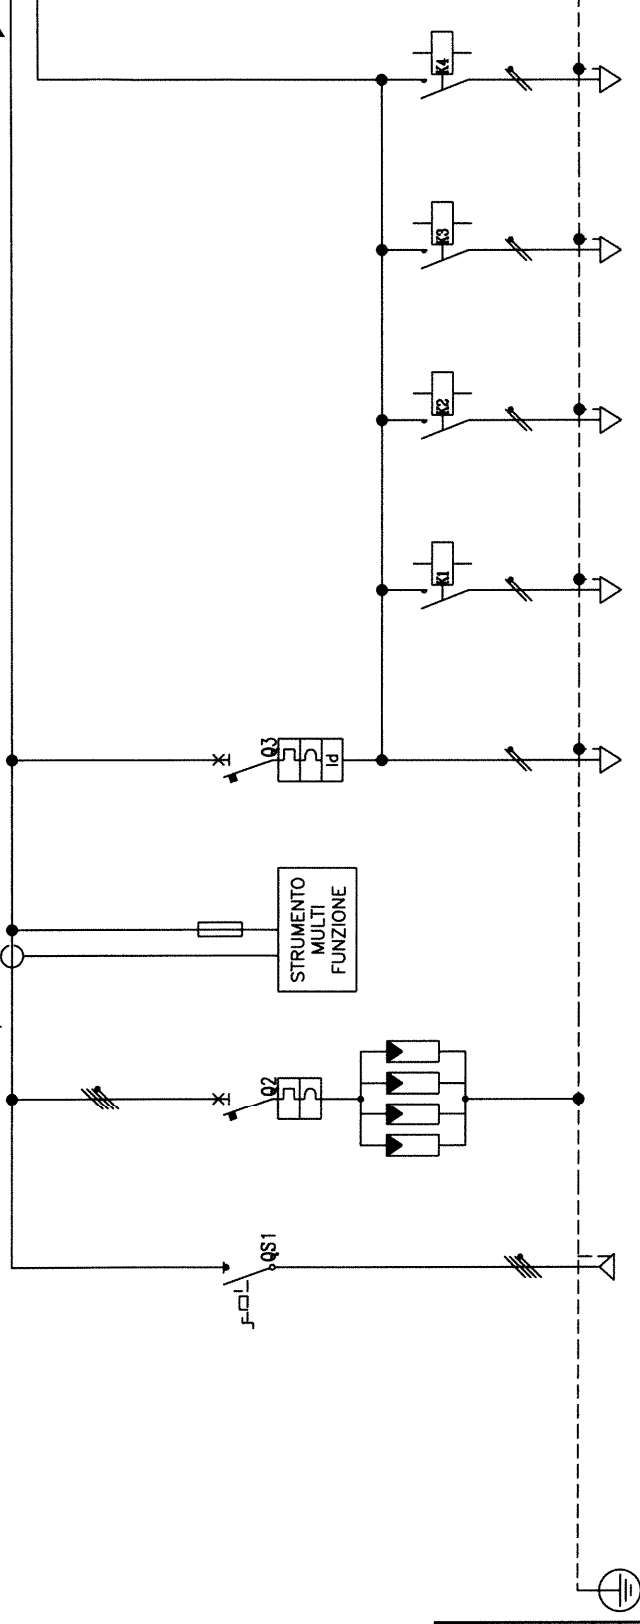 K4
K3
K2
K1
Q3
Id
STRUMENTO
MULTI
FUNZIONE
Q2
QS1